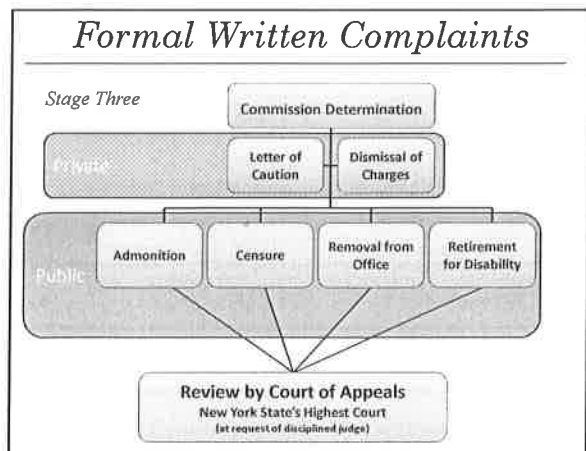 Formal Written Complaints
Stage Three
Commission Determination
Private
Letter of
Caution
Dismissal of
Charges
Public
Admonition
Censure
Removal from
Office
Retirement
for Disability
Review by Court of Appeals
New York State's Highest Court
(at request of disciplined judge)